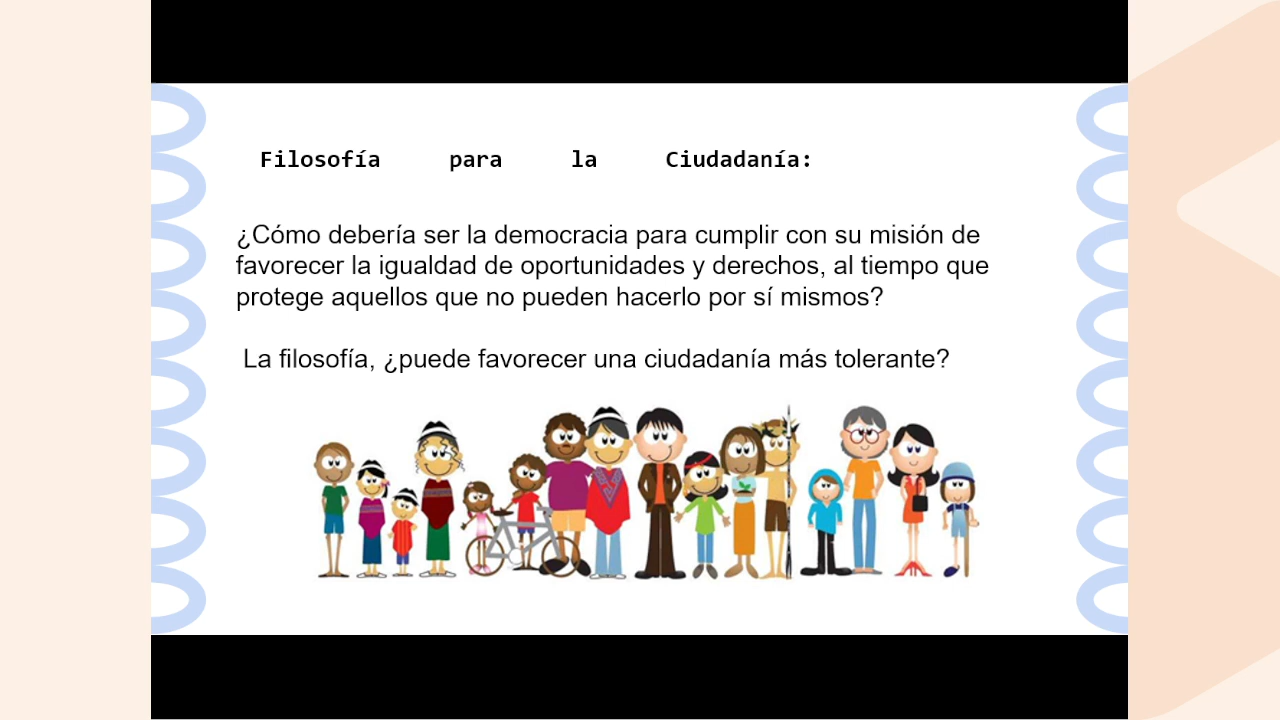 Filosofía para la Ciudadanía:
¿Cómo debería ser la democracia para cumplir con su misión de
favorecer la igualdad de oportunidades y derechos, al tiempo que
protege aquellos que no pueden hacerlo por sí mismos?
La filosofía, ¿puede favorecer una ciudadanía más tolerante?